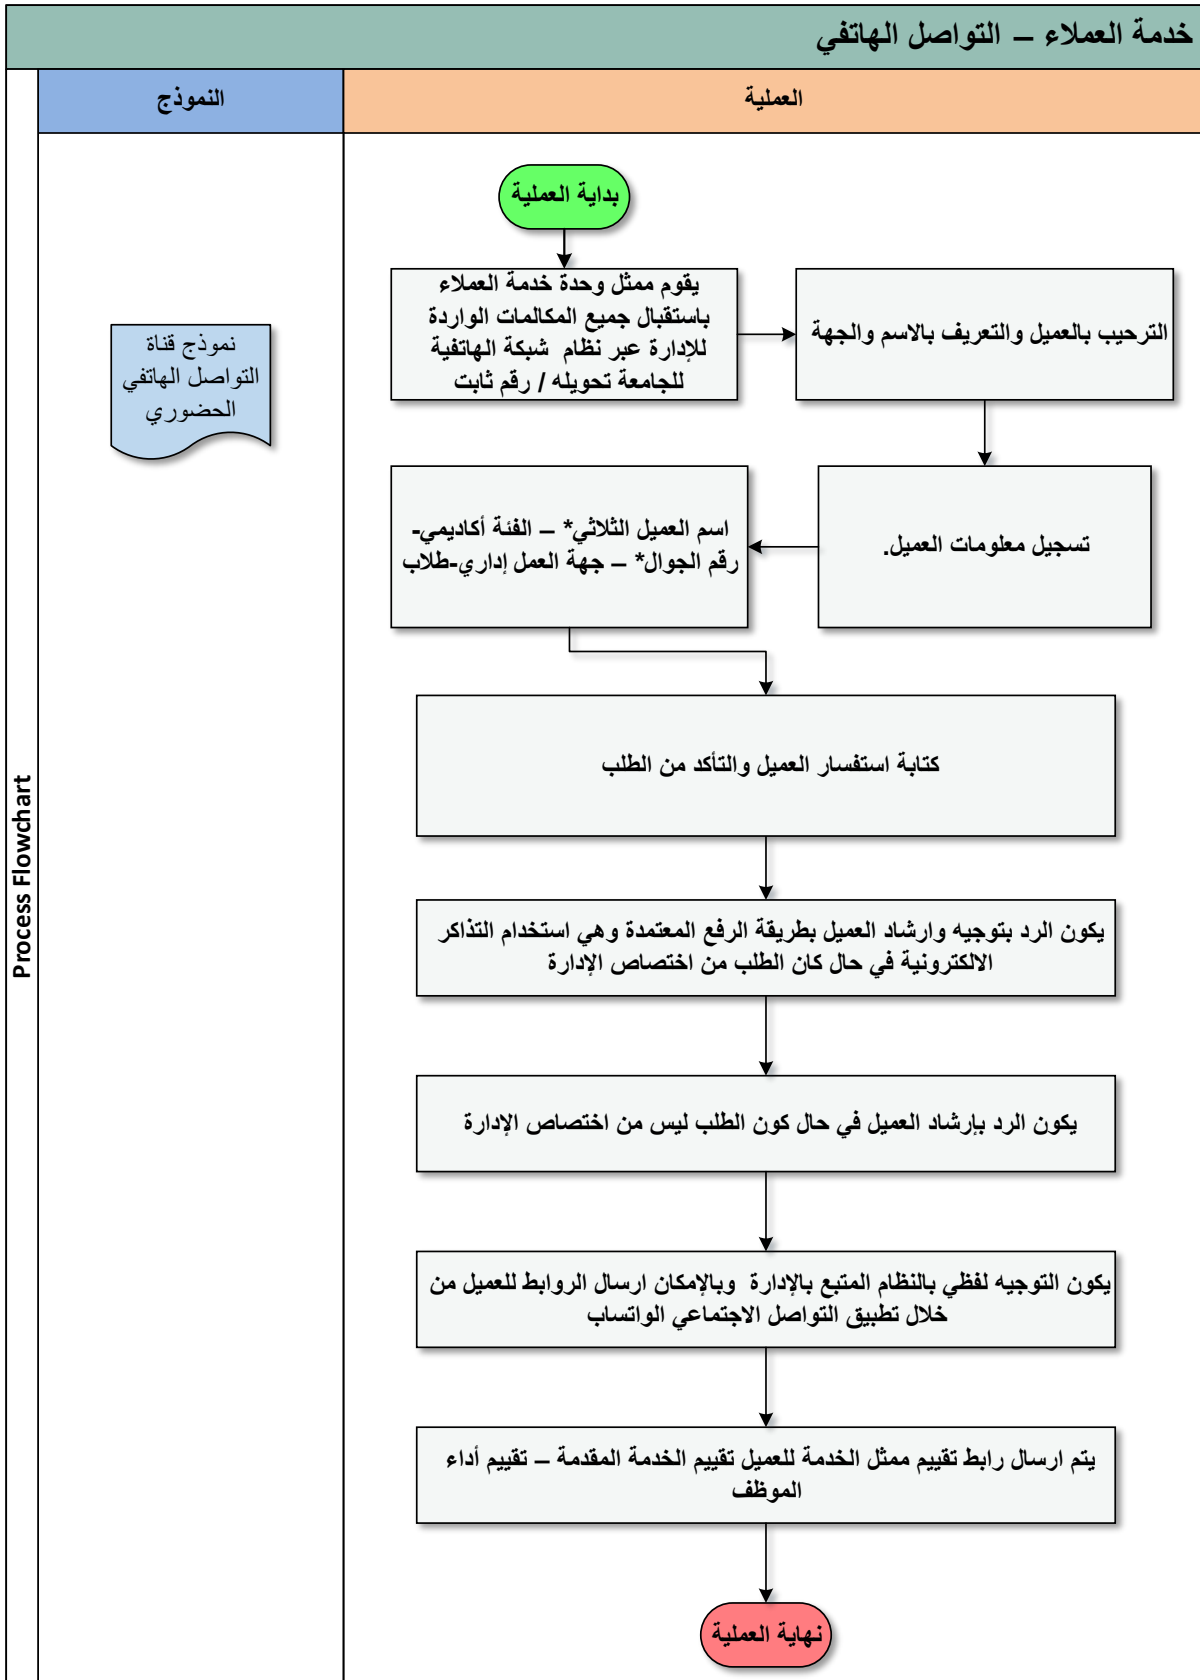 خدمة العملاء – التواصل الهاتفي
العملية
النموذج
Process Flowchart
بداية العملية
يقوم ممثل وحدة خدمة العملاء
باستقبال جميع المكالمات الواردة
للإدارة عبر نظام شبكة الهاتفية
للجامعة تحويله / رقم ثابت
الترحيب بالعميل والتعريف بالاسم والجهة
تسجيل معلومات العميل.
اسم العميل الثلاثي* – الفئة أكاديمي-
رقم الجوال* – جهة العمل إداري-طلاب
كتابة استفسار العميل والتأكد من الطلب
يكون الرد بتوجيه وارشاد العميل بطريقة الرفع المعتمدة وهي استخدام التذاكر
الالكترونية في حال كان الطلب من اختصاص الإدارة
يكون الرد بإرشاد العميل في حال كون الطلب ليس من اختصاص الإدارة
يكون التوجيه لفظي بالنظام المتبع بالإدارة وبالإمكان ارسال الروابط للعميل من
خلال تطبيق التواصل الاجتماعي الواتساب
يتم ارسال رابط تقييم ممثل الخدمة للعميل تقييم الخدمة المقدمة – تقييم أداء
الموظف
نهاية العملية
نموذج قناة
التواصل الهاتفي
الحضوري